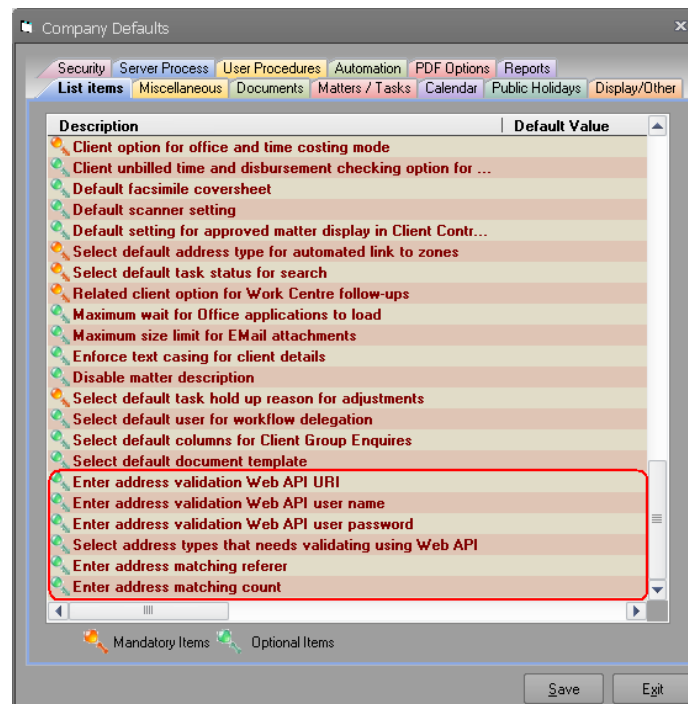 Company Defaults
Security Server Process User Procedures Automation PDF Options Reports
List items Miscellaneous Documents Matters / Tasks Calendar Public Holidays Display/Other
Description Default Value
Client option for office and time costing mode
Client unbilled time and disbursement checking option for ...
Default facsimile coversheet
Default scanner setting
Default setting for approved matter display in Client Contr...
Select default address type for automated link to zones
Select default task status for search
Related client option for Work Centre follow-ups
Maximum wait for Office applications to load
Maximum size limit for EMail attachments
Enforce text casing for client details
Disable matter description
Select default task hold up reason for adjustments
Select default user for workflow delegation
Select default columns for Client Group Enquires
Select default document template
Enter address validation Web API URI
Enter address validation Web API user name
Enter address validation Web API user password
Select address types that needs validating using Web API
Enter address matching referer
Enter address matching count
Mandatory Items Optional Items
Save Exit